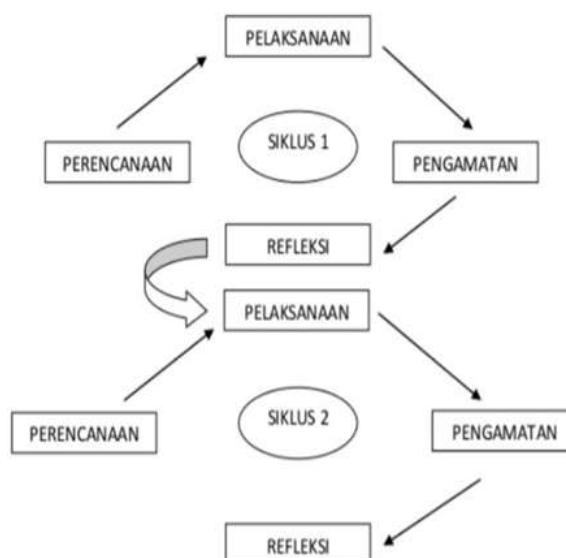 PELAKSANAAN
SIKLUS 1
PERENCANAAN
PENGAMATAN
REFLEKSI
PELAKSANAAN
SIKLUS 2
PERENCANAAN
PENGAMATAN
REFLEKSI